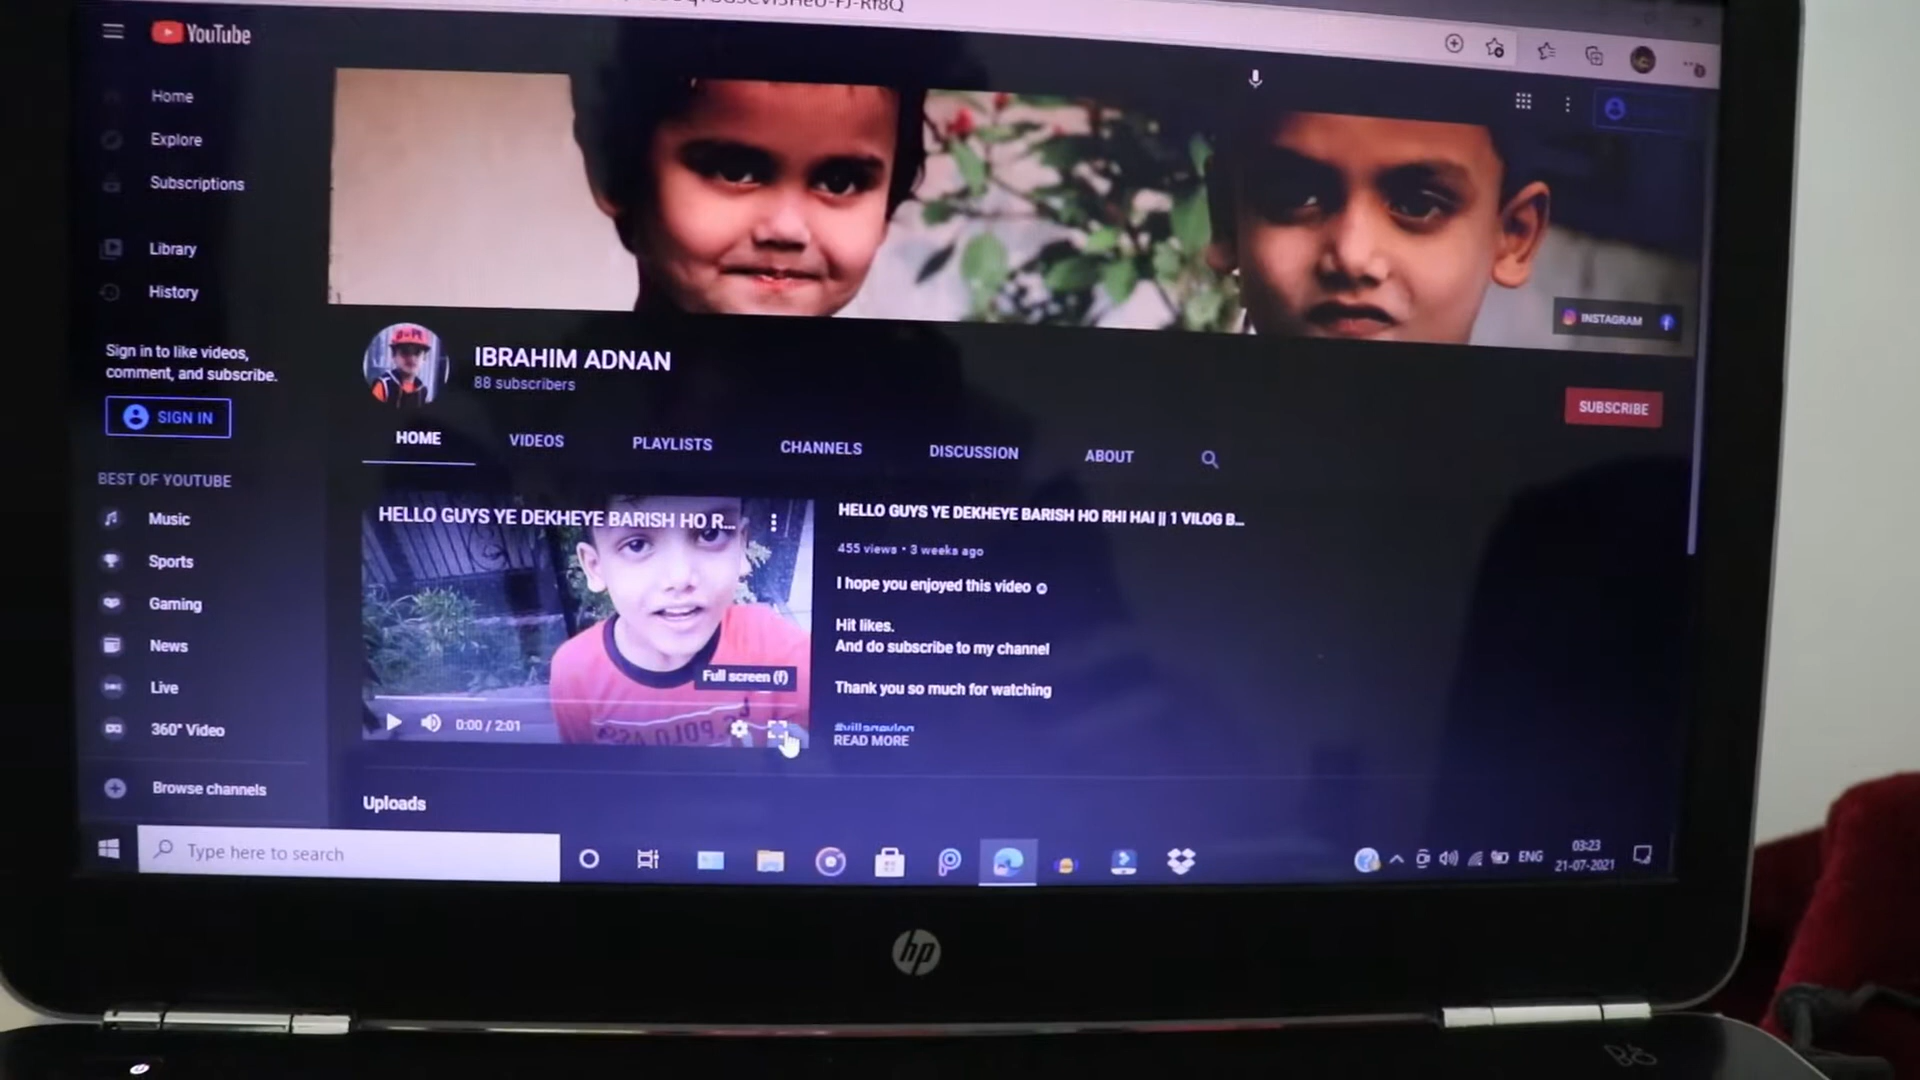 YouTube
Home
Explore
Subscriptions
Library
History
Sign in to like videos,
comment, and subscribe.
SIGN IN
BEST OF YOUTUBE
Music
Sports
Gaming
News
Live
360° Video
Browse channels
INSTAGRAM
IBRAHIM ADNAN
88 subscribers
SUBSCRIBE
HOME VIDEOS PLAYLISTS CHANNELS DISCUSSION ABOUT
HELLO GUYS YE DEKHEYE BARISH HO R...
Full screen (f)
0:00 / 2:01
HELLO GUYS YE DEKHEYE BARISH HO RHI HAI || 1 VILOG B...
455 views • 3 weeks ago
I hope you enjoyed this video ☺
Hit likes.
And do subscribe to my channel
Thank you so much for watching
#villagevlog
READ MORE
Uploads
Type here to search
ENG
03:23
21-07-2021
hp